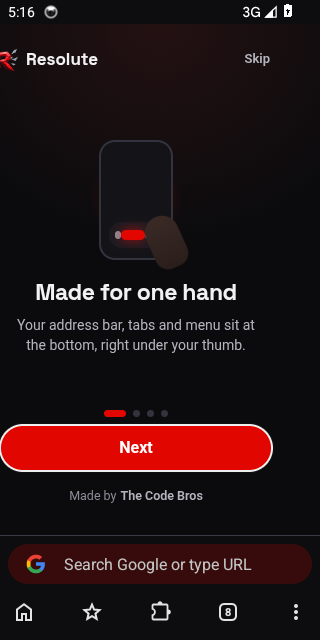 5:16
3G
Resolute
Skip
Made for one hand
Your address bar, tabs and menu sit at
the bottom, right under your thumb.
Next
Made by The Code Bros
Search Google or type URL
8